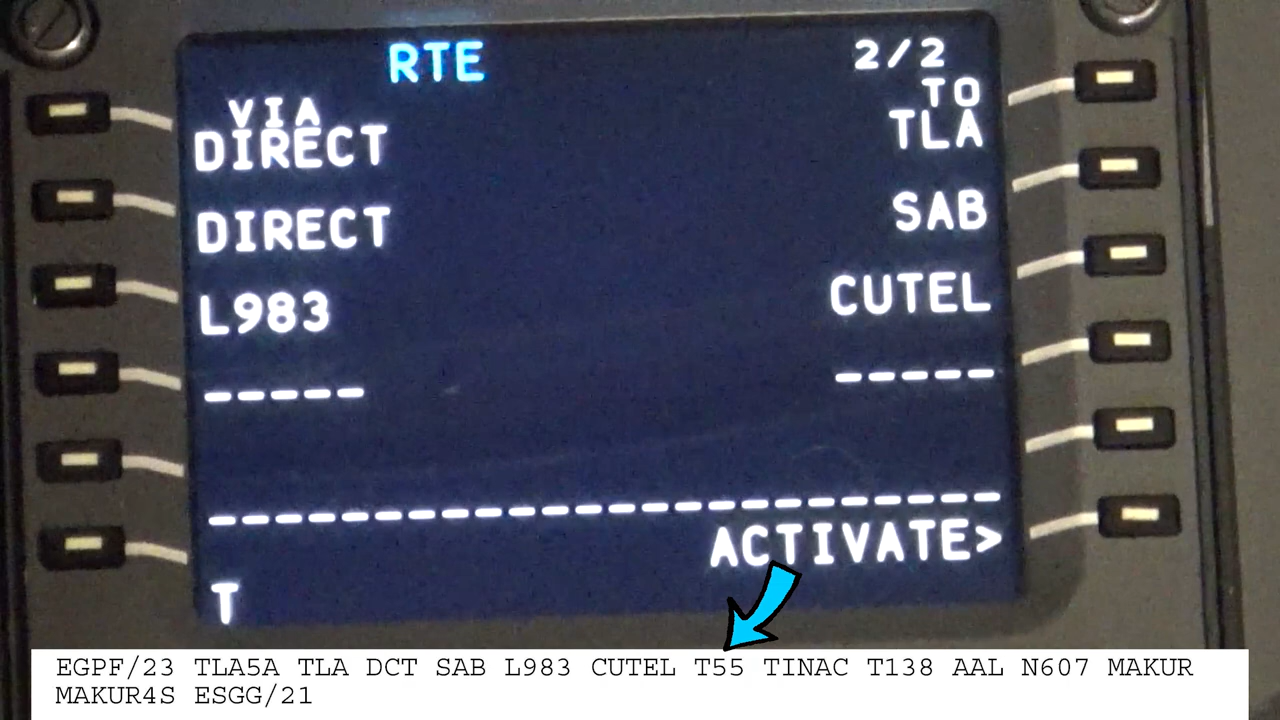 RTE 2/2
VIA TO
DIRECT TLA
DIRECT SAB
L983 CUTEL
----- -----
------------------------
ACTIVATE>
T
EGPF/23 TLA5A TLA DCT SAB L983 CUTEL T55 TINAC T138 AAL N607 MAKUR
MAKUR4S ESGG/21